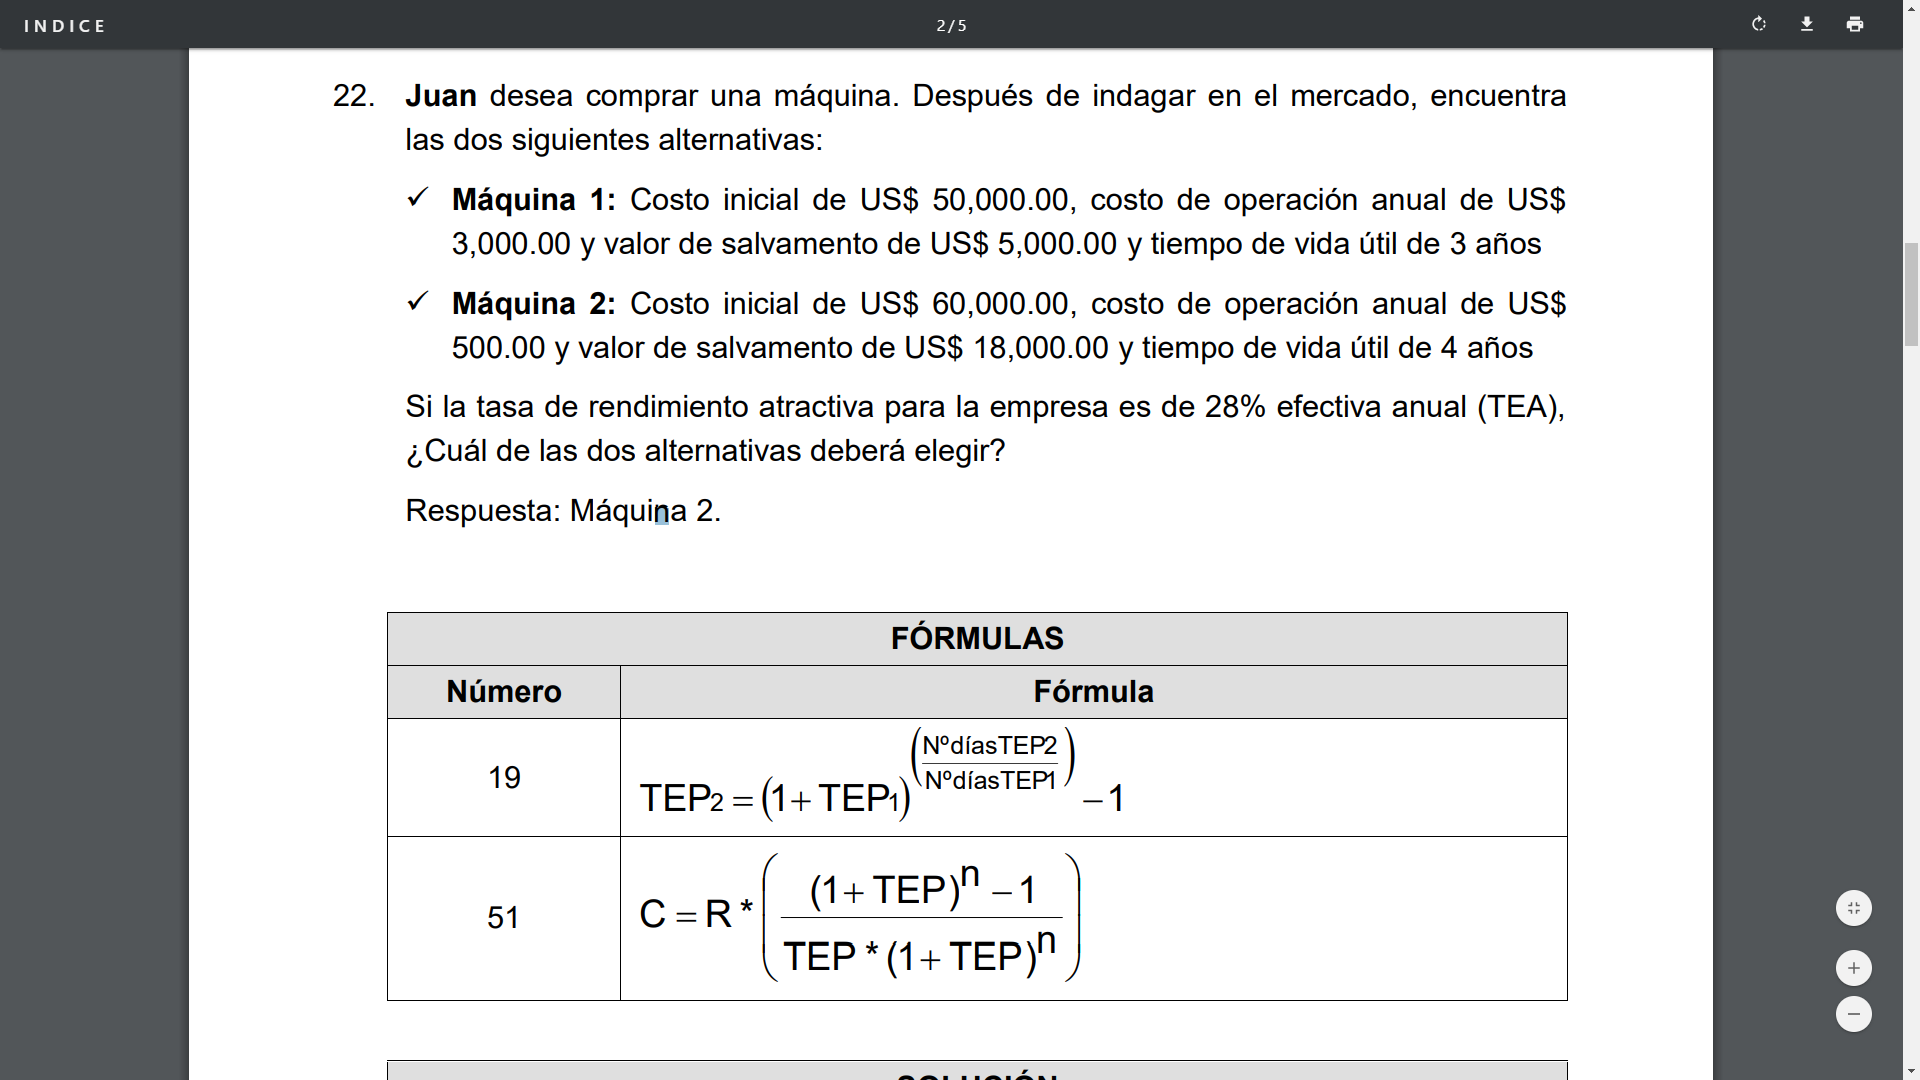 INDICE
2/5
22. Juan desea comprar una máquina. Después de indagar en el mercado, encuentra
las dos siguientes alternativas:
✓ Máquina 1: Costo inicial de US$ 50,000.00, costo de operación anual de US$
3,000.00 y valor de salvamento de US$ 5,000.00 y tiempo de vida útil de 3 años
✓ Máquina 2: Costo inicial de US$ 60,000.00, costo de operación anual de US$
500.00 y valor de salvamento de US$ 18,000.00 y tiempo de vida útil de 4 años
Si la tasa de rendimiento atractiva para la empresa es de 28% efectiva anual (TEA),
¿Cuál de las dos alternativas deberá elegir?
Respuesta: Máquina 2.
FÓRMULAS
Número Fórmula
19 TEP2 = (1+ TEP1)^(NºdíasTEP2/NºdíasTEP1) – 1
51 C = R * ( ((1+ TEP)^n – 1) / (TEP * (1+ TEP)^n) )
SOLUCIÓN